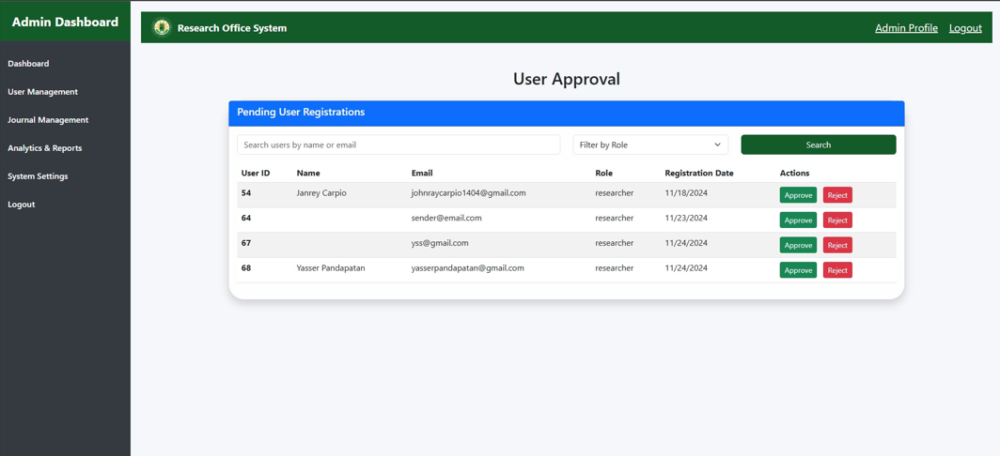 Admin Dashboard
Research Office System
Admin Profile Logout
Dashboard
User Management
Journal Management
Analytics & Reports
System Settings
Logout
User Approval
Pending User Registrations
Search users by name or email Filter by Role Search
User ID Name Email Role Registration Date Actions
54 Janrey Carpio johnraycarpio1404@gmail.com researcher 11/18/2024 Approve Reject
64 sender@email.com researcher 11/23/2024 Approve Reject
67 yss@gmail.com researcher 11/24/2024 Approve Reject
68 Yasser Pandapatan yasserpandapatan@gmail.com researcher 11/24/2024 Approve Reject